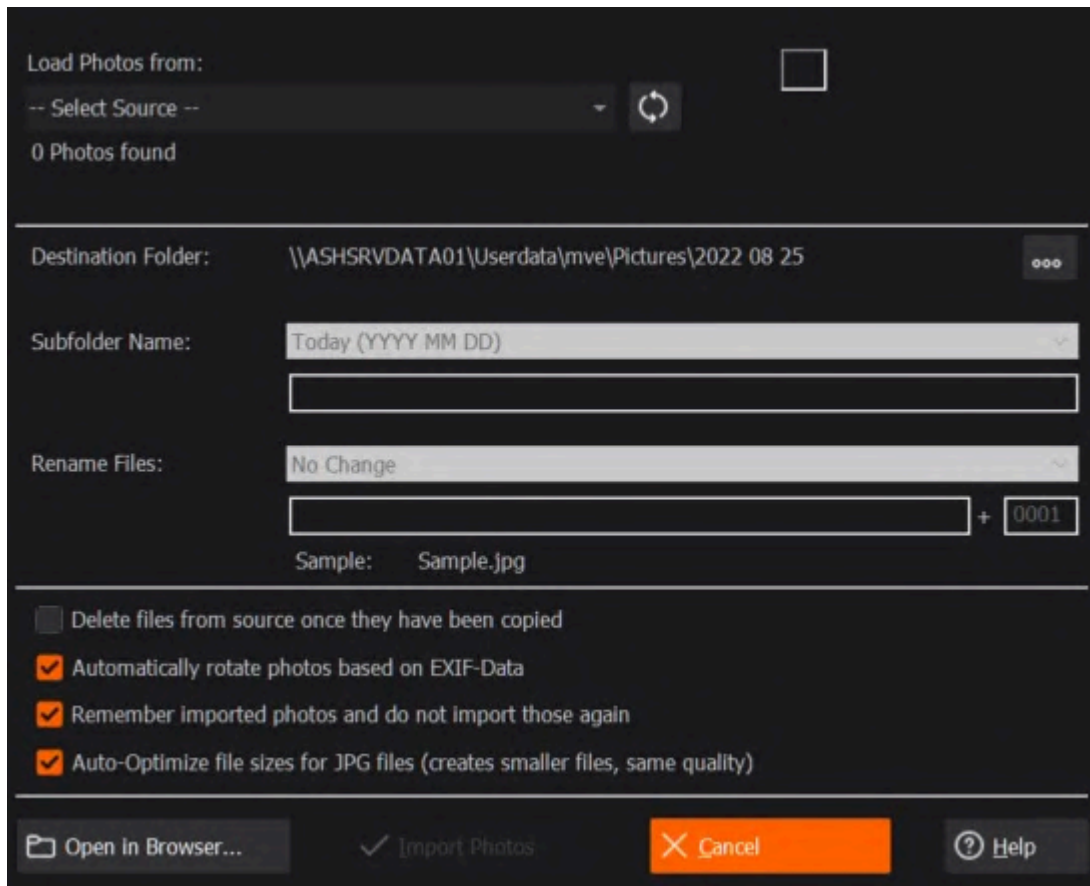 Load Photos from:
-- Select Source --
0 Photos found
Destination Folder: \\ASHSRVDATA01\Userdata\mve\Pictures\2022 08 25
Subfolder Name: Today (YYYY MM DD)
Rename Files: No Change
+ 0001
Sample: Sample.jpg
Delete files from source once they have been copied
Automatically rotate photos based on EXIF-Data
Remember imported photos and do not import those again
Auto-Optimize file sizes for JPG files (creates smaller files, same quality)
Open in Browser... Import Photos Cancel Help